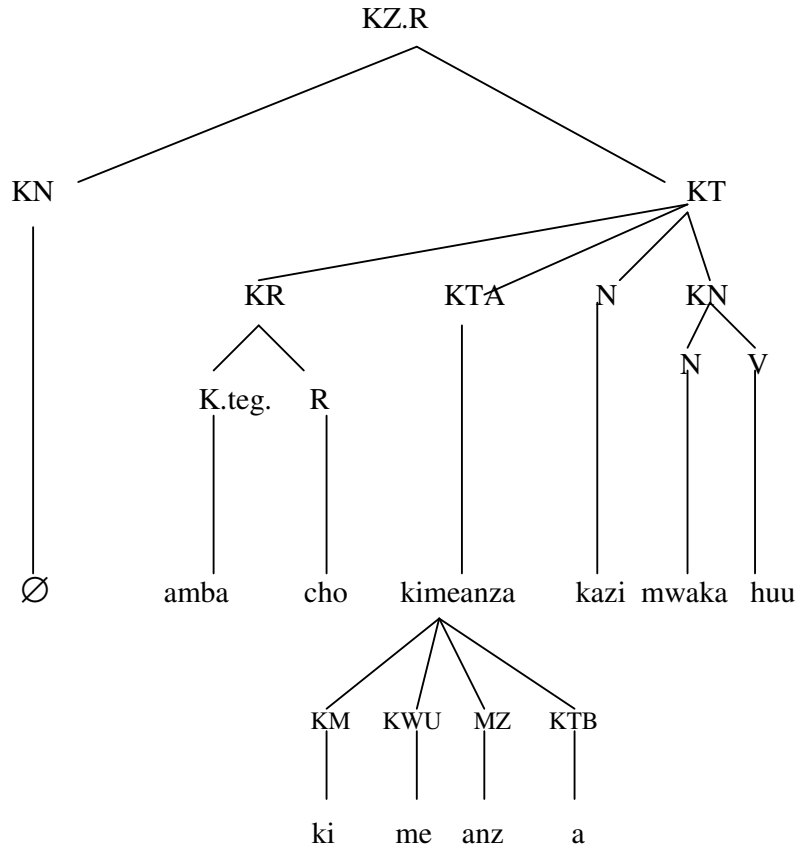 KZ.R
KN KT
KR KTA N KN
N V
K.teg. R
∅ amba cho kimeanza kazi mwaka huu
KM KWU MZ KTB
ki me anz a